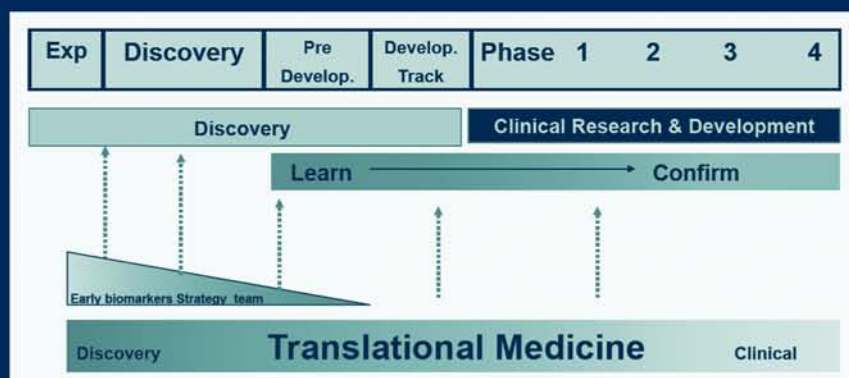 Exp Discovery Pre Develop. Phase 1 2 3 4
Develop. Track
Discovery Clinical Research & Development
Learn Confirm
Early biomarkers Strategy team
Discovery Translational Medicine Clinical